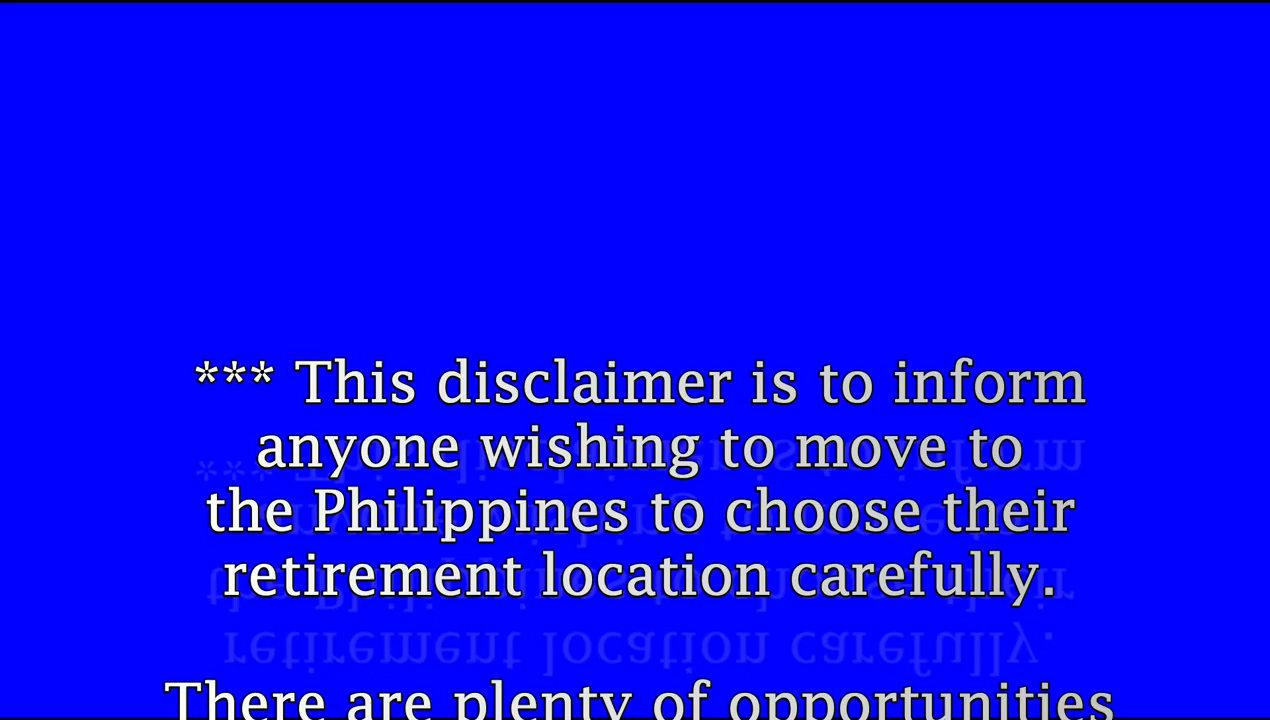 *** This disclaimer is to inform
anyone wishing to move to
the Philippines to choose their
retirement location carefully.
There are plenty of opportunities